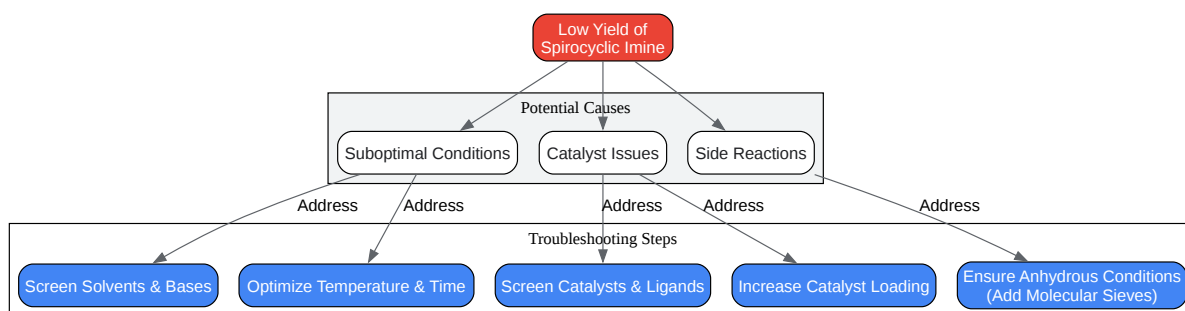 Low Yield of
Spirocyclic Imine
Potential Causes
Suboptimal Conditions
Catalyst Issues
Side Reactions
Address
Address
Address
Address
Address
Troubleshooting Steps
Screen Solvents & Bases
Optimize Temperature & Time
Screen Catalysts & Ligands
Increase Catalyst Loading
Ensure Anhydrous Conditions
(Add Molecular Sieves)